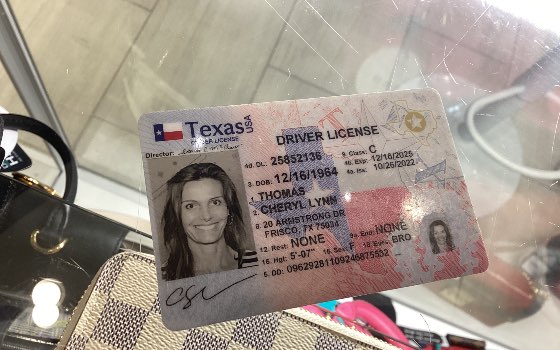 Texas USA
DRIVER LICENSE
Director:
DRIVER LICENSE
4d. DL: 25852136 9. Class: C
3. DOB: 12/16/1964 4b. Exp: 12/16/2025
4a. Iss: 10/26/2022
1. THOMAS
2. CHERYL LYNN
8. 20 ARMSTRONG DR
FRISCO, TX 75034
12. Rest: NONE 9a. End: NONE
16. Hgt: 5'-07" 15. Sex: F 18. Eyes: BRO
5. DD: 09629281109246875552